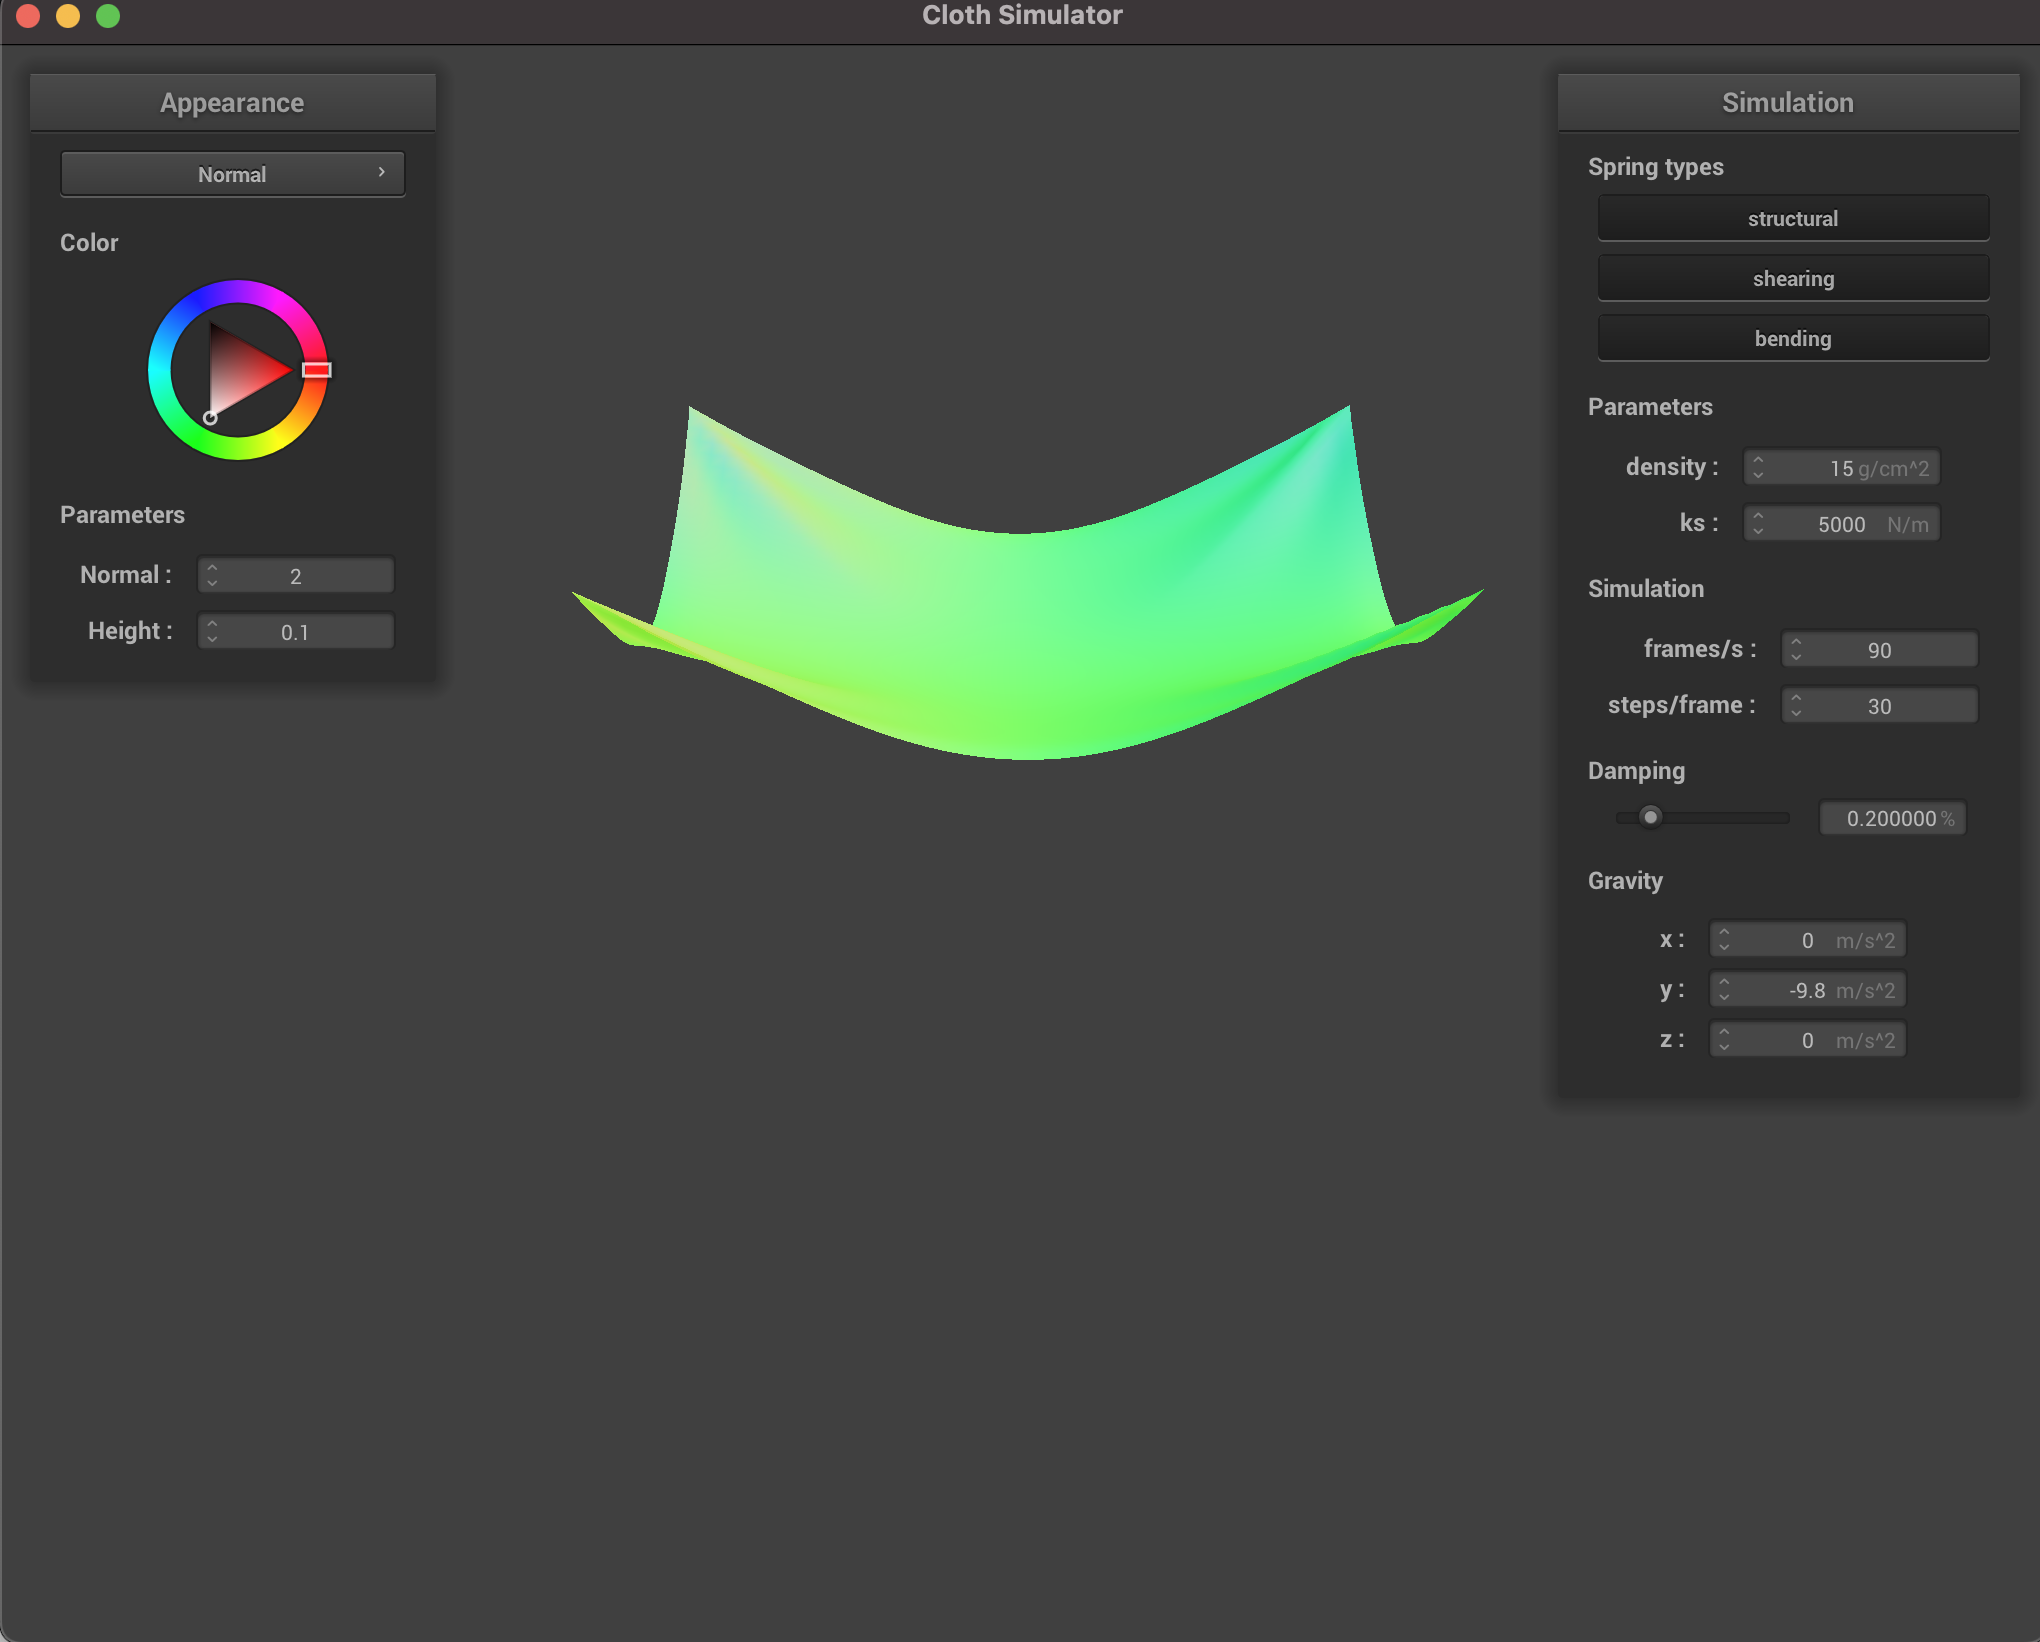 Cloth Simulator
Appearance
Normal
Color
Parameters
Normal : 2
Height : 0.1
Simulation
Spring types
structural
shearing
bending
Parameters
density : 15 g/cm^2
ks : 5000 N/m
Simulation
frames/s : 90
steps/frame : 30
Damping
0.200000 %
Gravity
x : 0 m/s^2
y : -9.8 m/s^2
z : 0 m/s^2